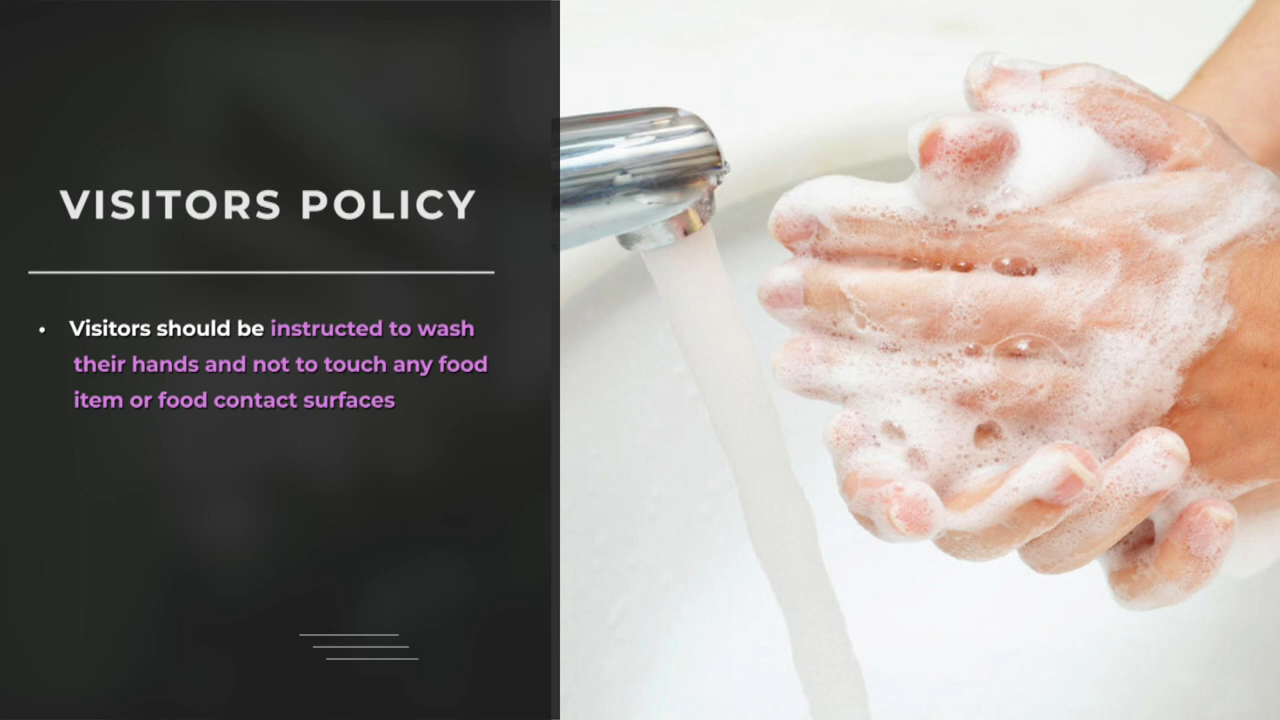 VISITORS POLICY
• Visitors should be instructed to wash
their hands and not to touch any food
item or food contact surfaces